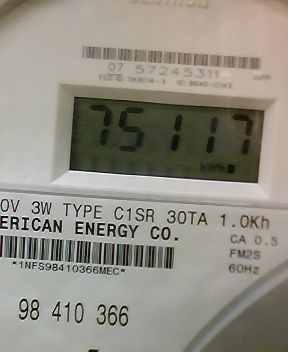 07 57245311
75117
kWh
0V 3W TYPE C1SR 30TA 1.0Kh
ERICAN ENERGY CO.
CA 0.5
FM2S
*1NFS98410366MEC*
60Hz
98 410 366